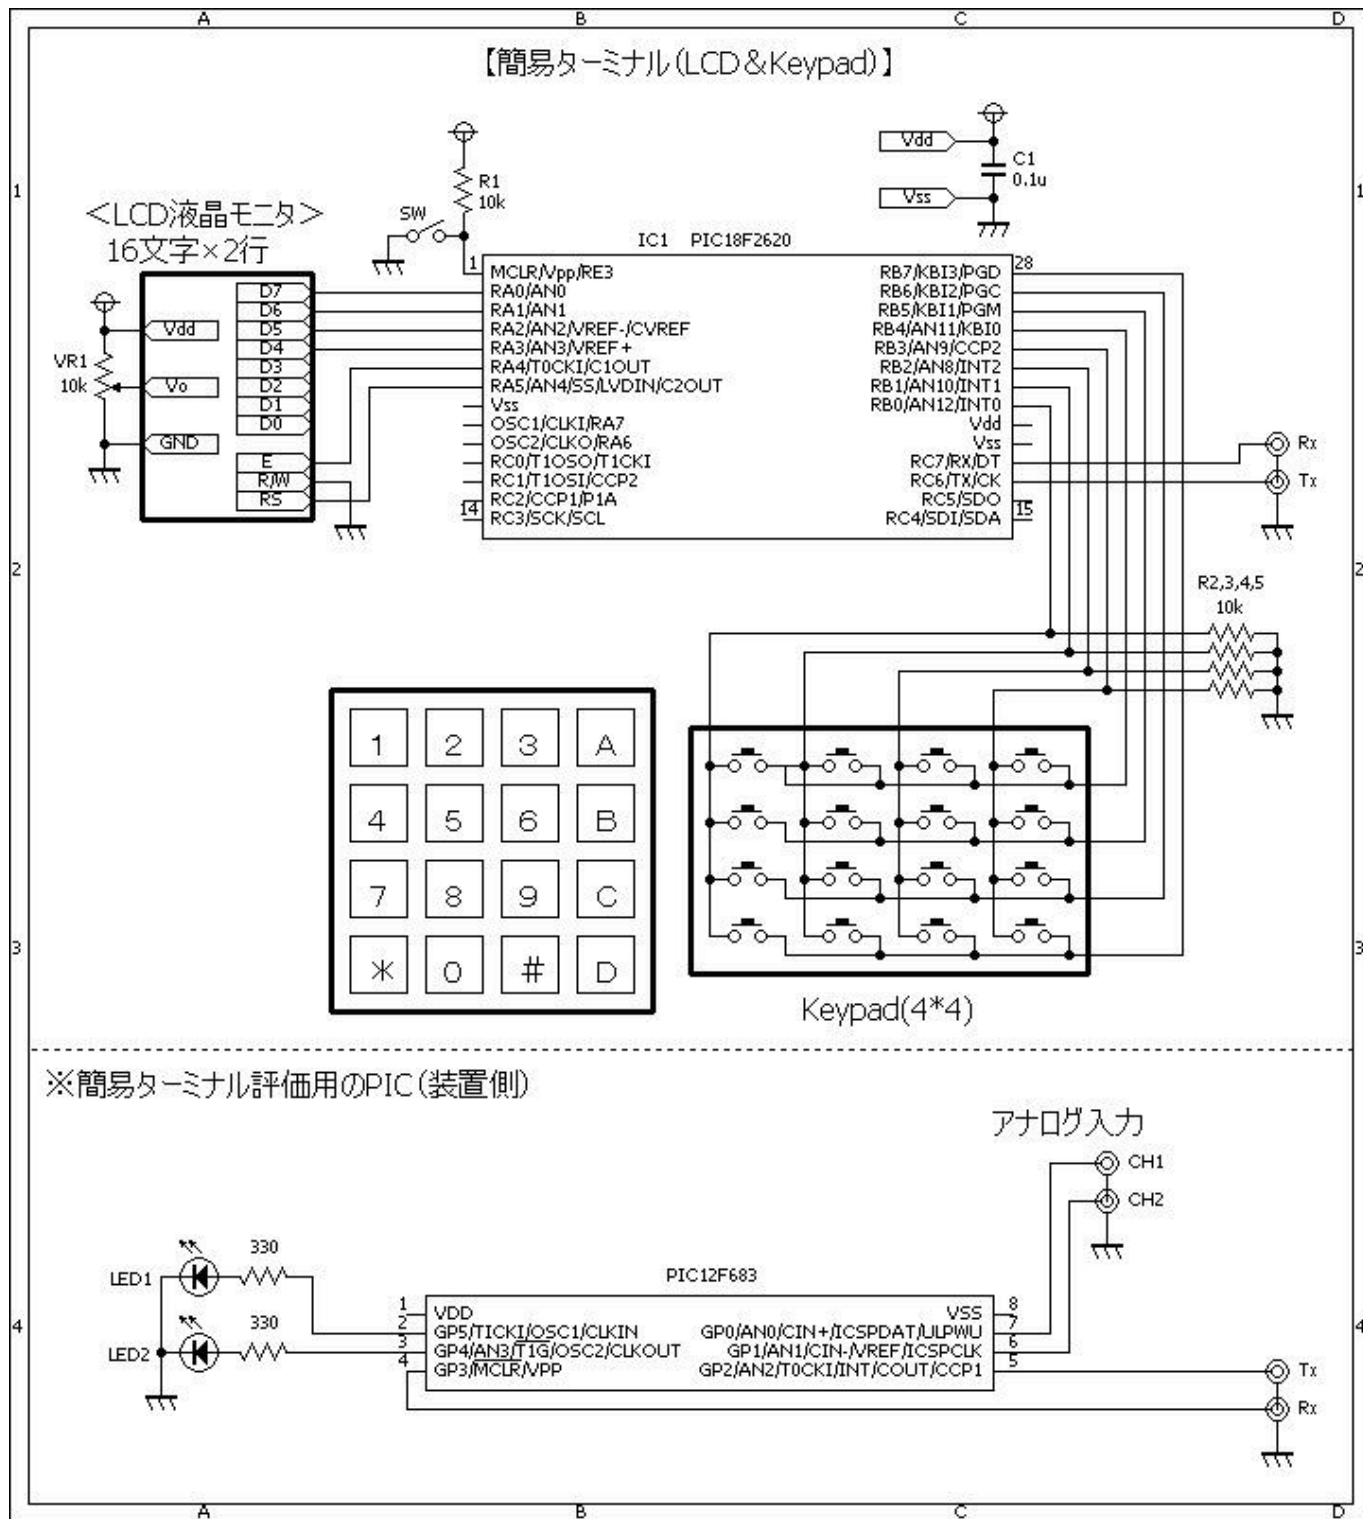 A B C D
【簡易ターミナル(LCD&Keypad)】
Vdd
C1
0.1u
Vss
R1
10k
SW
1 1
<LCD液晶モニタ>
16文字×2行
IC1 PIC18F2620
1 28
MCLR/Vpp/RE3 RB7/KBI3/PGD
RA0/AN0 RB6/KBI2/PGC
RA1/AN1 RB5/KBI1/PGM
RA2/AN2/VREF-/CVREF RB4/AN11/KBI0
RA3/AN3/VREF+ RB3/AN9/CCP2
RA4/T0CKI/C1OUT RB2/AN8/INT2
RA5/AN4/SS/LVDIN/C2OUT RB1/AN10/INT1
Vss RB0/AN12/INT0
OSC1/CLKI/RA7 Vdd
OSC2/CLKO/RA6 Vss
RC0/T1OSO/T1CKI RC7/RX/DT
RC1/T1OSI/CCP2 RC6/TX/CK
RC2/CCP1/P1A RC5/SDO
RC3/SCK/SCL RC4/SDI/SDA
14 15
D7
D6
D5
D4
D3
D2
D1
D0
E
R/W
RS
Vdd
Vo
GND
VR1
10k
Rx
Tx
2 2
R2,3,4,5
10k
1 2 3 A
4 5 6 B
7 8 9 C
* 0 # D
3 3
Keypad(4*4)
※簡易ターミナル評価用のPIC(装置側)
アナログ入力
CH1
CH2
330
LED1
330
LED2
PIC12F683
1 VDD VSS 8
2 GP5/TICKI/OSC1/CLKIN GP0/AN0/CIN+/ICSPDAT/ULPWU 7
3 GP4/AN3/T1G/OSC2/CLKOUT GP1/AN1/CIN-/VREF/ICSPCLK 6
4 GP3/MCLR/VPP GP2/AN2/T0CKI/INT/COUT/CCP1 5
Tx
Rx
4 4
A B C D